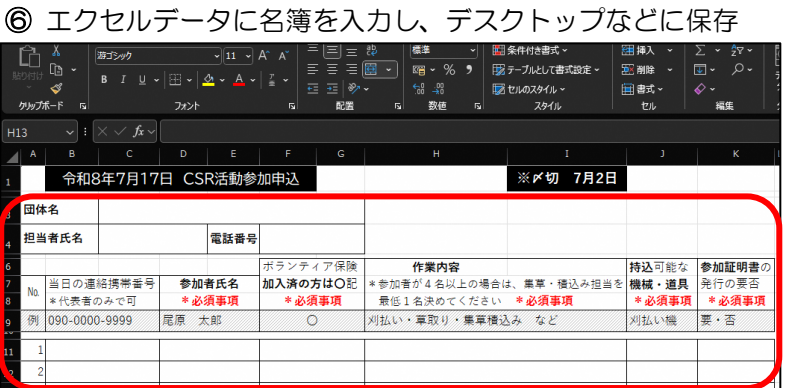 ⑥ エクセルデータに名簿を入力し、デスクトップなどに保存
貼り付け
游ゴシック 11 A^ Aˇ
B I U A
標準
% 9
条件付き書式
テーブルとして書式設定
セルのスタイル
挿入
削除
書式
クリップボード フォント 配置 数値 スタイル セル 編集
H13 fx
A B C D E F G H I J K
1 令和8年7月17日 CSR活動参加申込 ※〆切 7月2日
3 団体名
4 担当者氏名 電話番号
6 ボランティア保険 作業内容 持込可能な 参加証明書の
7 No. 当日の連絡携帯番号 参加者氏名 加入済の方は〇記 *参加者が4名以上の場合は、集草・積込み担当を 機械・道具 発行の要否
8 *代表者のみで可 *必須事項 *必須事項 最低1名決めてください *必須事項 *必須事項 *必須事項
9 例 090-0000-9999 尾原 太郎 〇 刈払い・草取り・集草積込み など 刈払い機 要・否
11 1
12 2